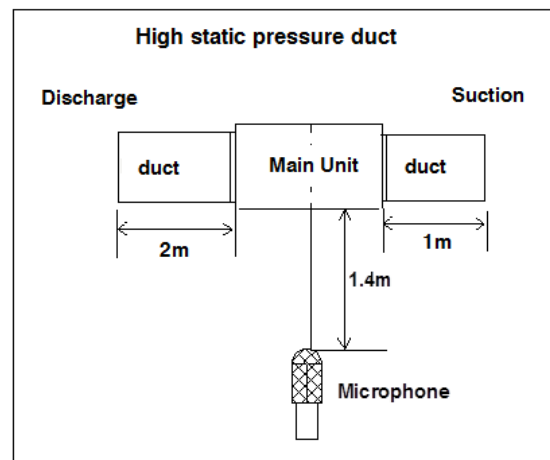 High static pressure duct
Discharge
Suction
duct
Main Unit
duct
2m
1m
1.4m
Microphone